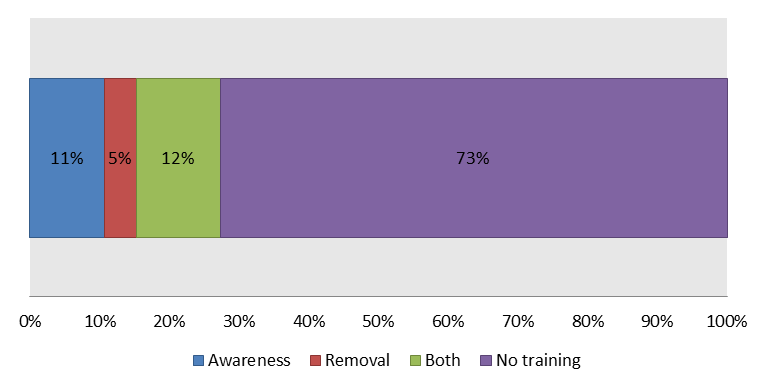 11% 5% 12% 73%
0% 10% 20% 30% 40% 50% 60% 70% 80% 90% 100%
Awareness Removal Both No training